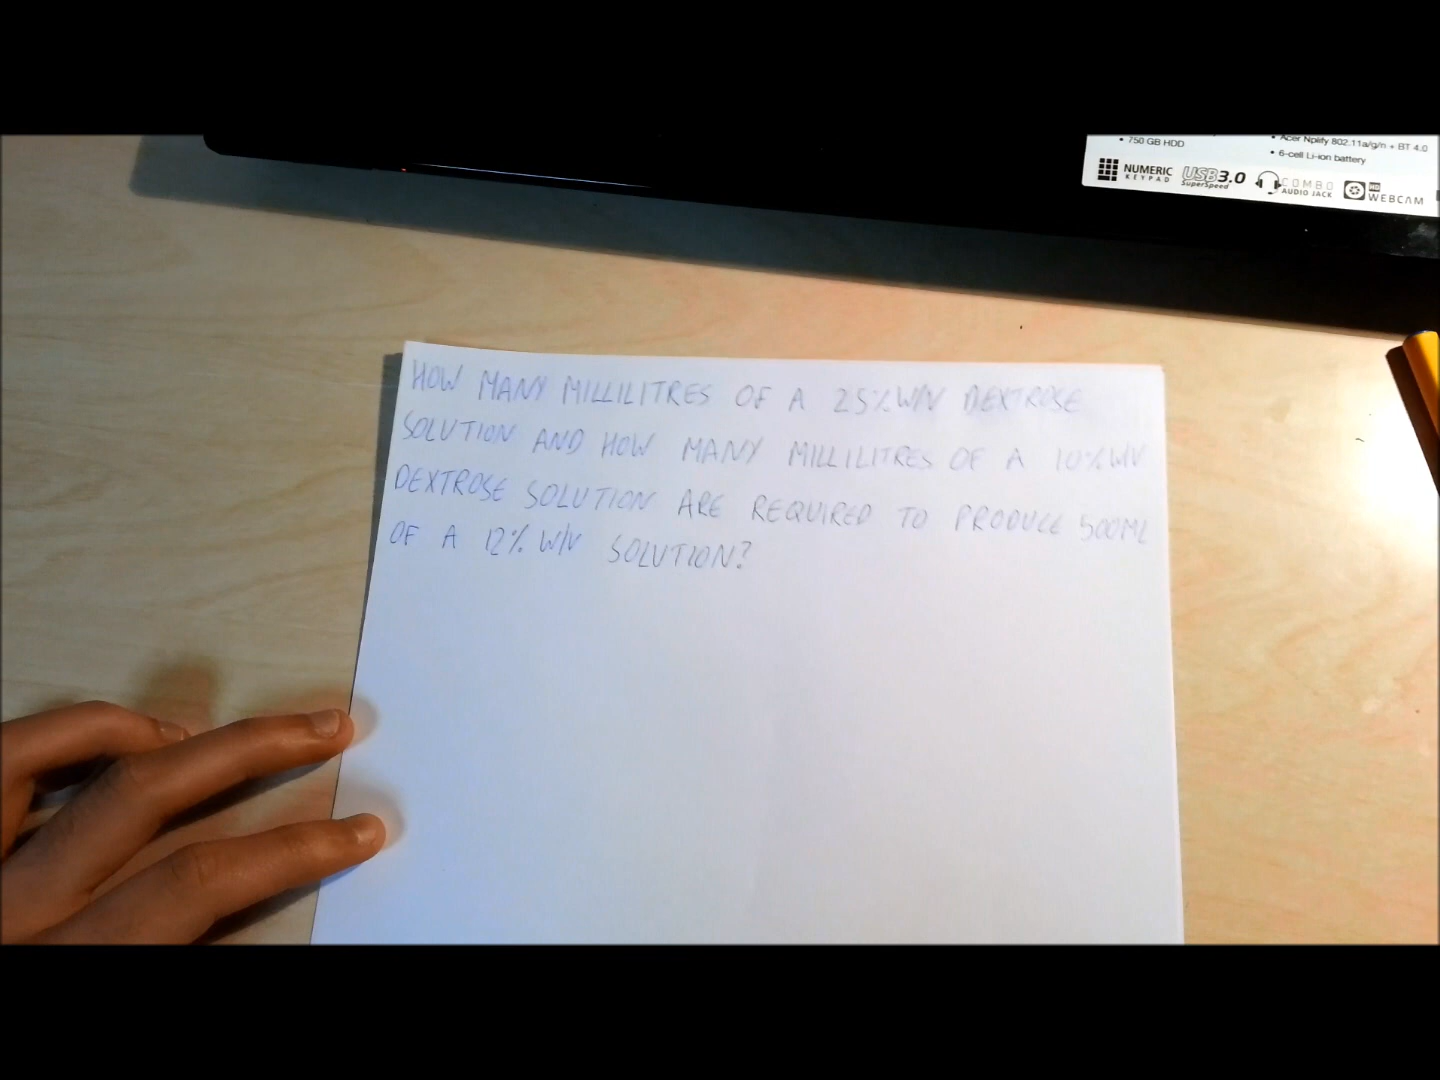 • 750 GB HDD
• Acer Nplify 802.11a/g/n + BT 4.0
• 6-cell Li-ion battery
NUMERIC KEYPAD
USB 3.0 SuperSpeed
COMBO AUDIO JACK
HD WEBCAM
HOW MANY MILLILITRES OF A 25% W/V DEXTROSE
SOLUTION AND HOW MANY MILLILITRES OF A 10% W/V
DEXTROSE SOLUTION ARE REQUIRED TO PRODUCE 500ML
OF A 12% W/V SOLUTION?